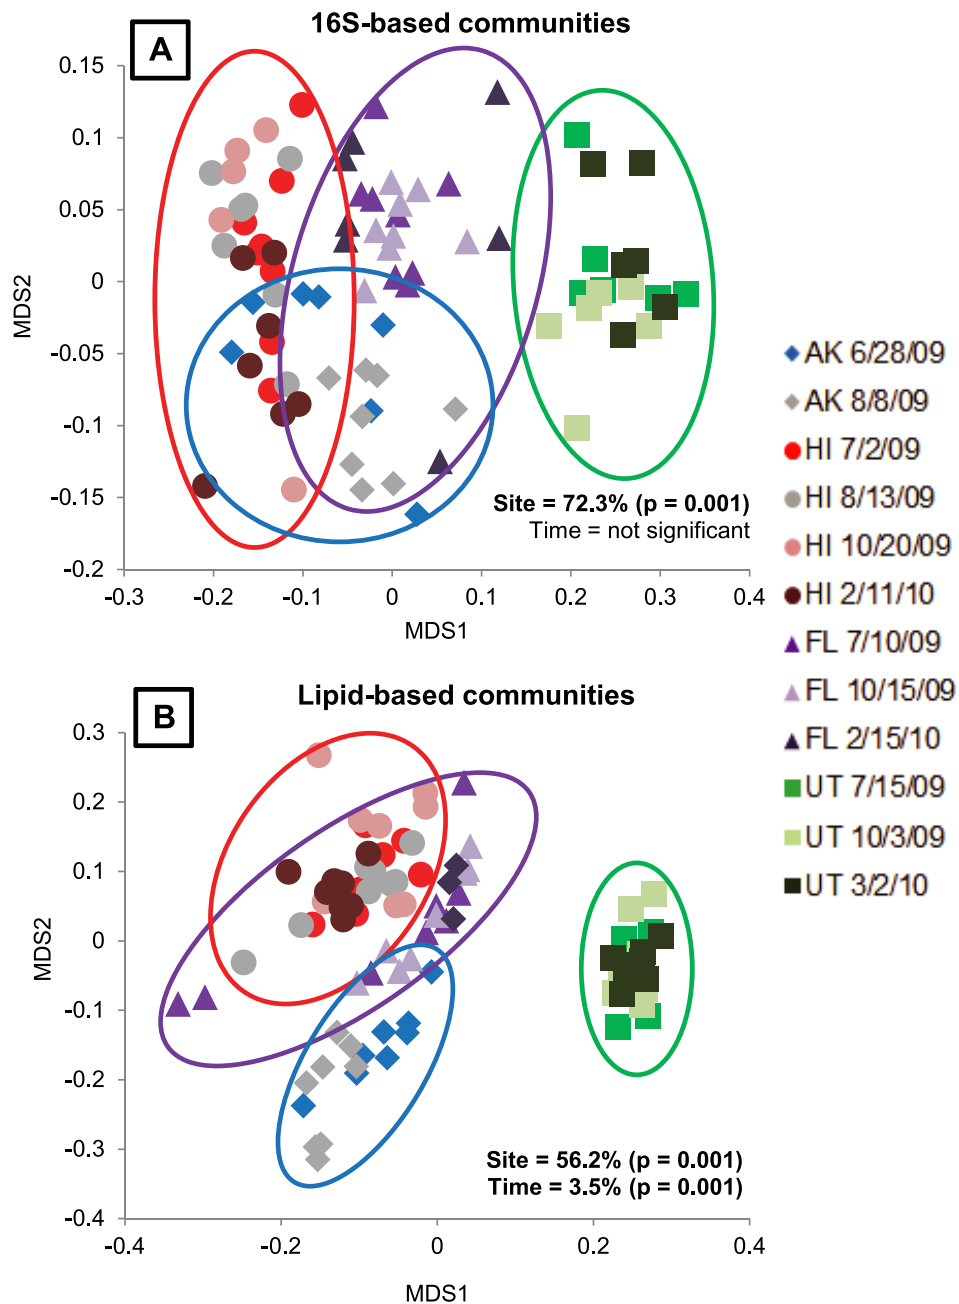 16S-based communities
A
0.15
0.1
0.05
0
-0.05
-0.1
-0.15
-0.2
MDS2
-0.3
-0.2
-0.1
0
0.1
0.2
0.3
0.4
MDS1
Site = 72.3% (p = 0.001)
Time = not significant
AK 6/28/09
AK 8/8/09
HI 7/2/09
HI 8/13/09
HI 10/20/09
HI 2/11/10
FL 7/10/09
FL 10/15/09
FL 2/15/10
UT 7/15/09
UT 10/3/09
UT 3/2/10
Lipid-based communities
B
0.3
0.2
0.1
0
-0.1
-0.2
-0.3
-0.4
MDS2
-0.4
-0.2
0
0.2
0.4
MDS1
Site = 56.2% (p = 0.001)
Time = 3.5% (p = 0.001)